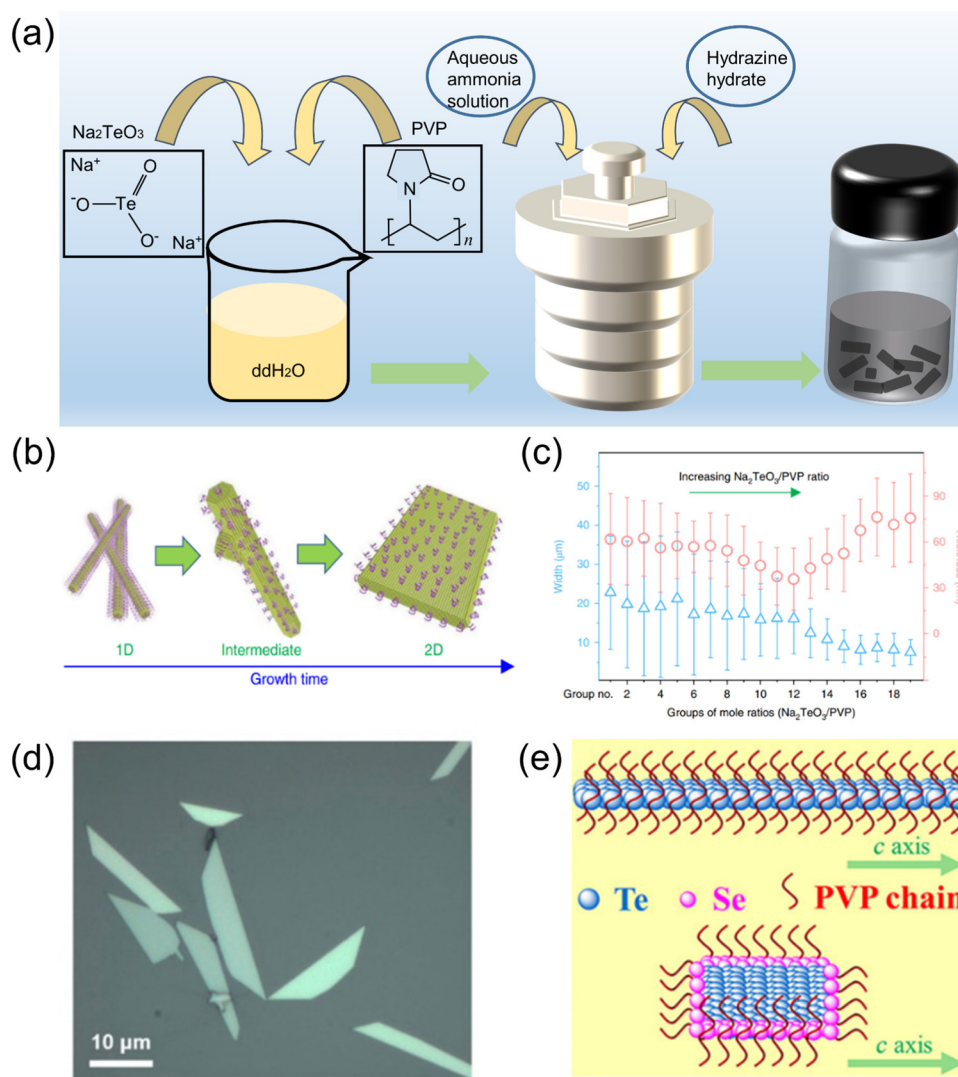 (a)
Aqueous
ammonia
solution
Hydrazine
hydrate
Na₂TeO₃
PVP
Na⁺
O
⁻O
Te
O⁻
Na⁺
N
O
n
ddH₂O
(b)
1D
Intermediate
2D
Growth time
(c)
Increasing Na₂TeO₃/PVP ratio
Width (µm)
50
40
30
20
10
90
60
30
0
Group no.
2
4
6
8
10
12
14
16
18
Groups of mole ratios (Na₂TeO₃/PVP)
(d)
10 µm
(e)
c axis
Te
Se
PVP chain
c axis